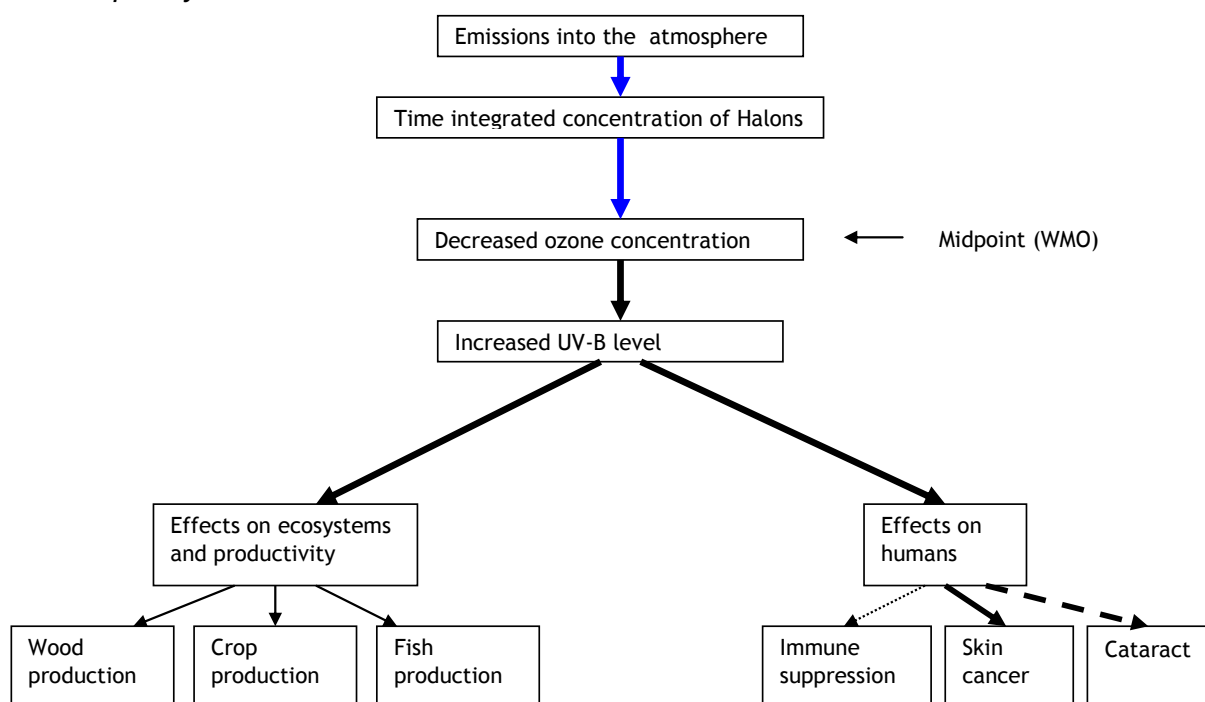 Emissions into the atmosphere
Time integrated concentration of Halons
Decreased ozone concentration
Midpoint (WMO)
Increased UV-B level
Effects on ecosystems
and productivity
Effects on
humans
Wood
production
Crop
production
Fish
production
Immune
suppression
Skin
cancer
Cataract